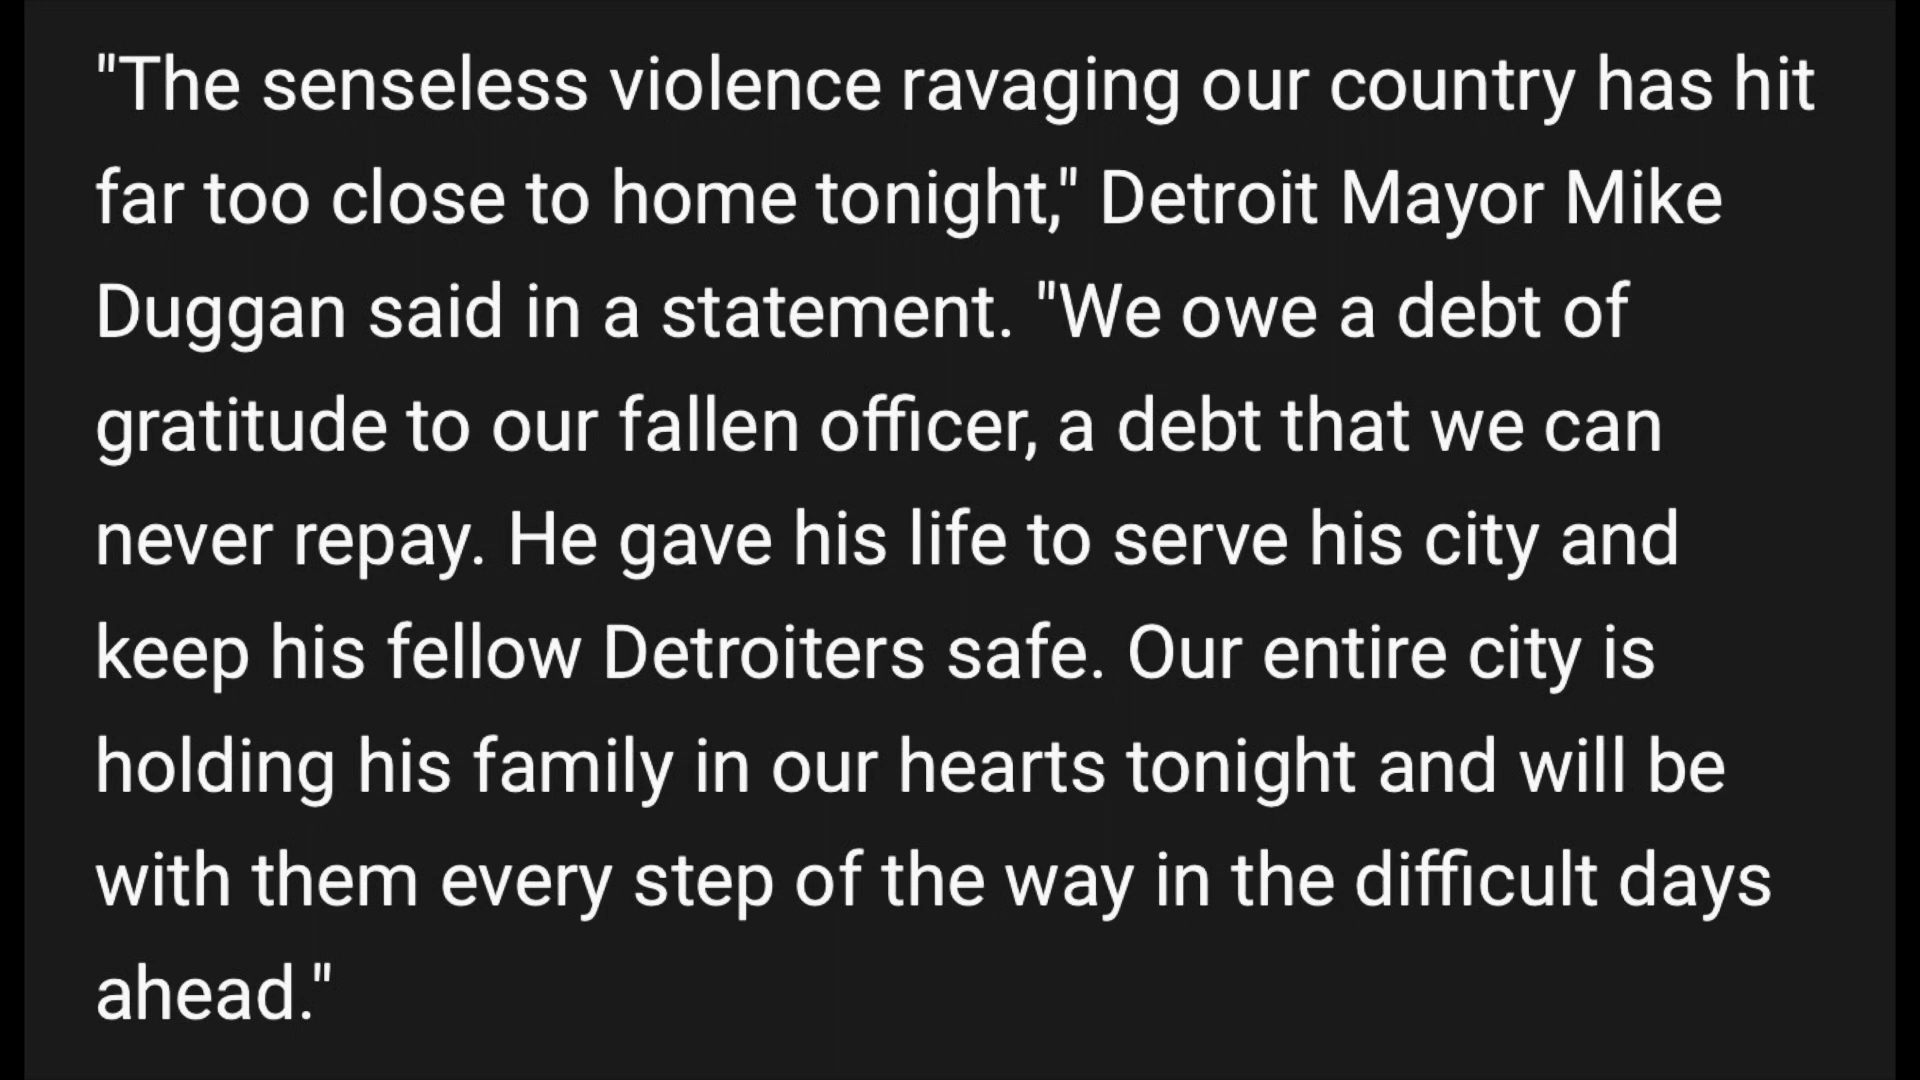 "The senseless violence ravaging our country has hit
far too close to home tonight," Detroit Mayor Mike
Duggan said in a statement. "We owe a debt of
gratitude to our fallen officer, a debt that we can
never repay. He gave his life to serve his city and
keep his fellow Detroiters safe. Our entire city is
holding his family in our hearts tonight and will be
with them every step of the way in the difficult days
ahead."